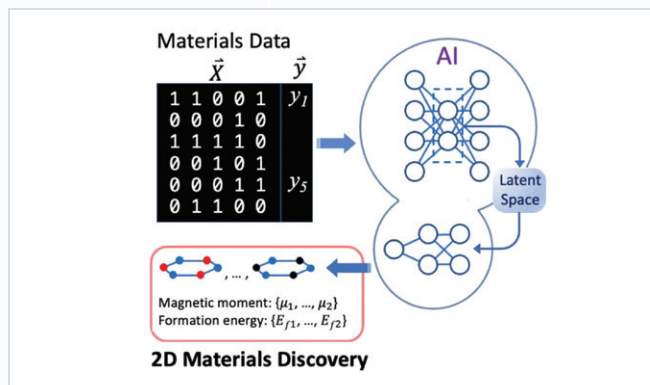 Materials Data
X⃗ y⃗
1 1 0 0 1 y₁
0 0 0 1 0
1 1 1 1 0
0 0 1 0 1
0 0 0 1 1 y₅
0 1 1 0 0
AI
Latent
Space
, ... ,
Magnetic moment: {μ₁, ..., μ₂}
Formation energy: {E_f1, ..., E_f2}
2D Materials Discovery